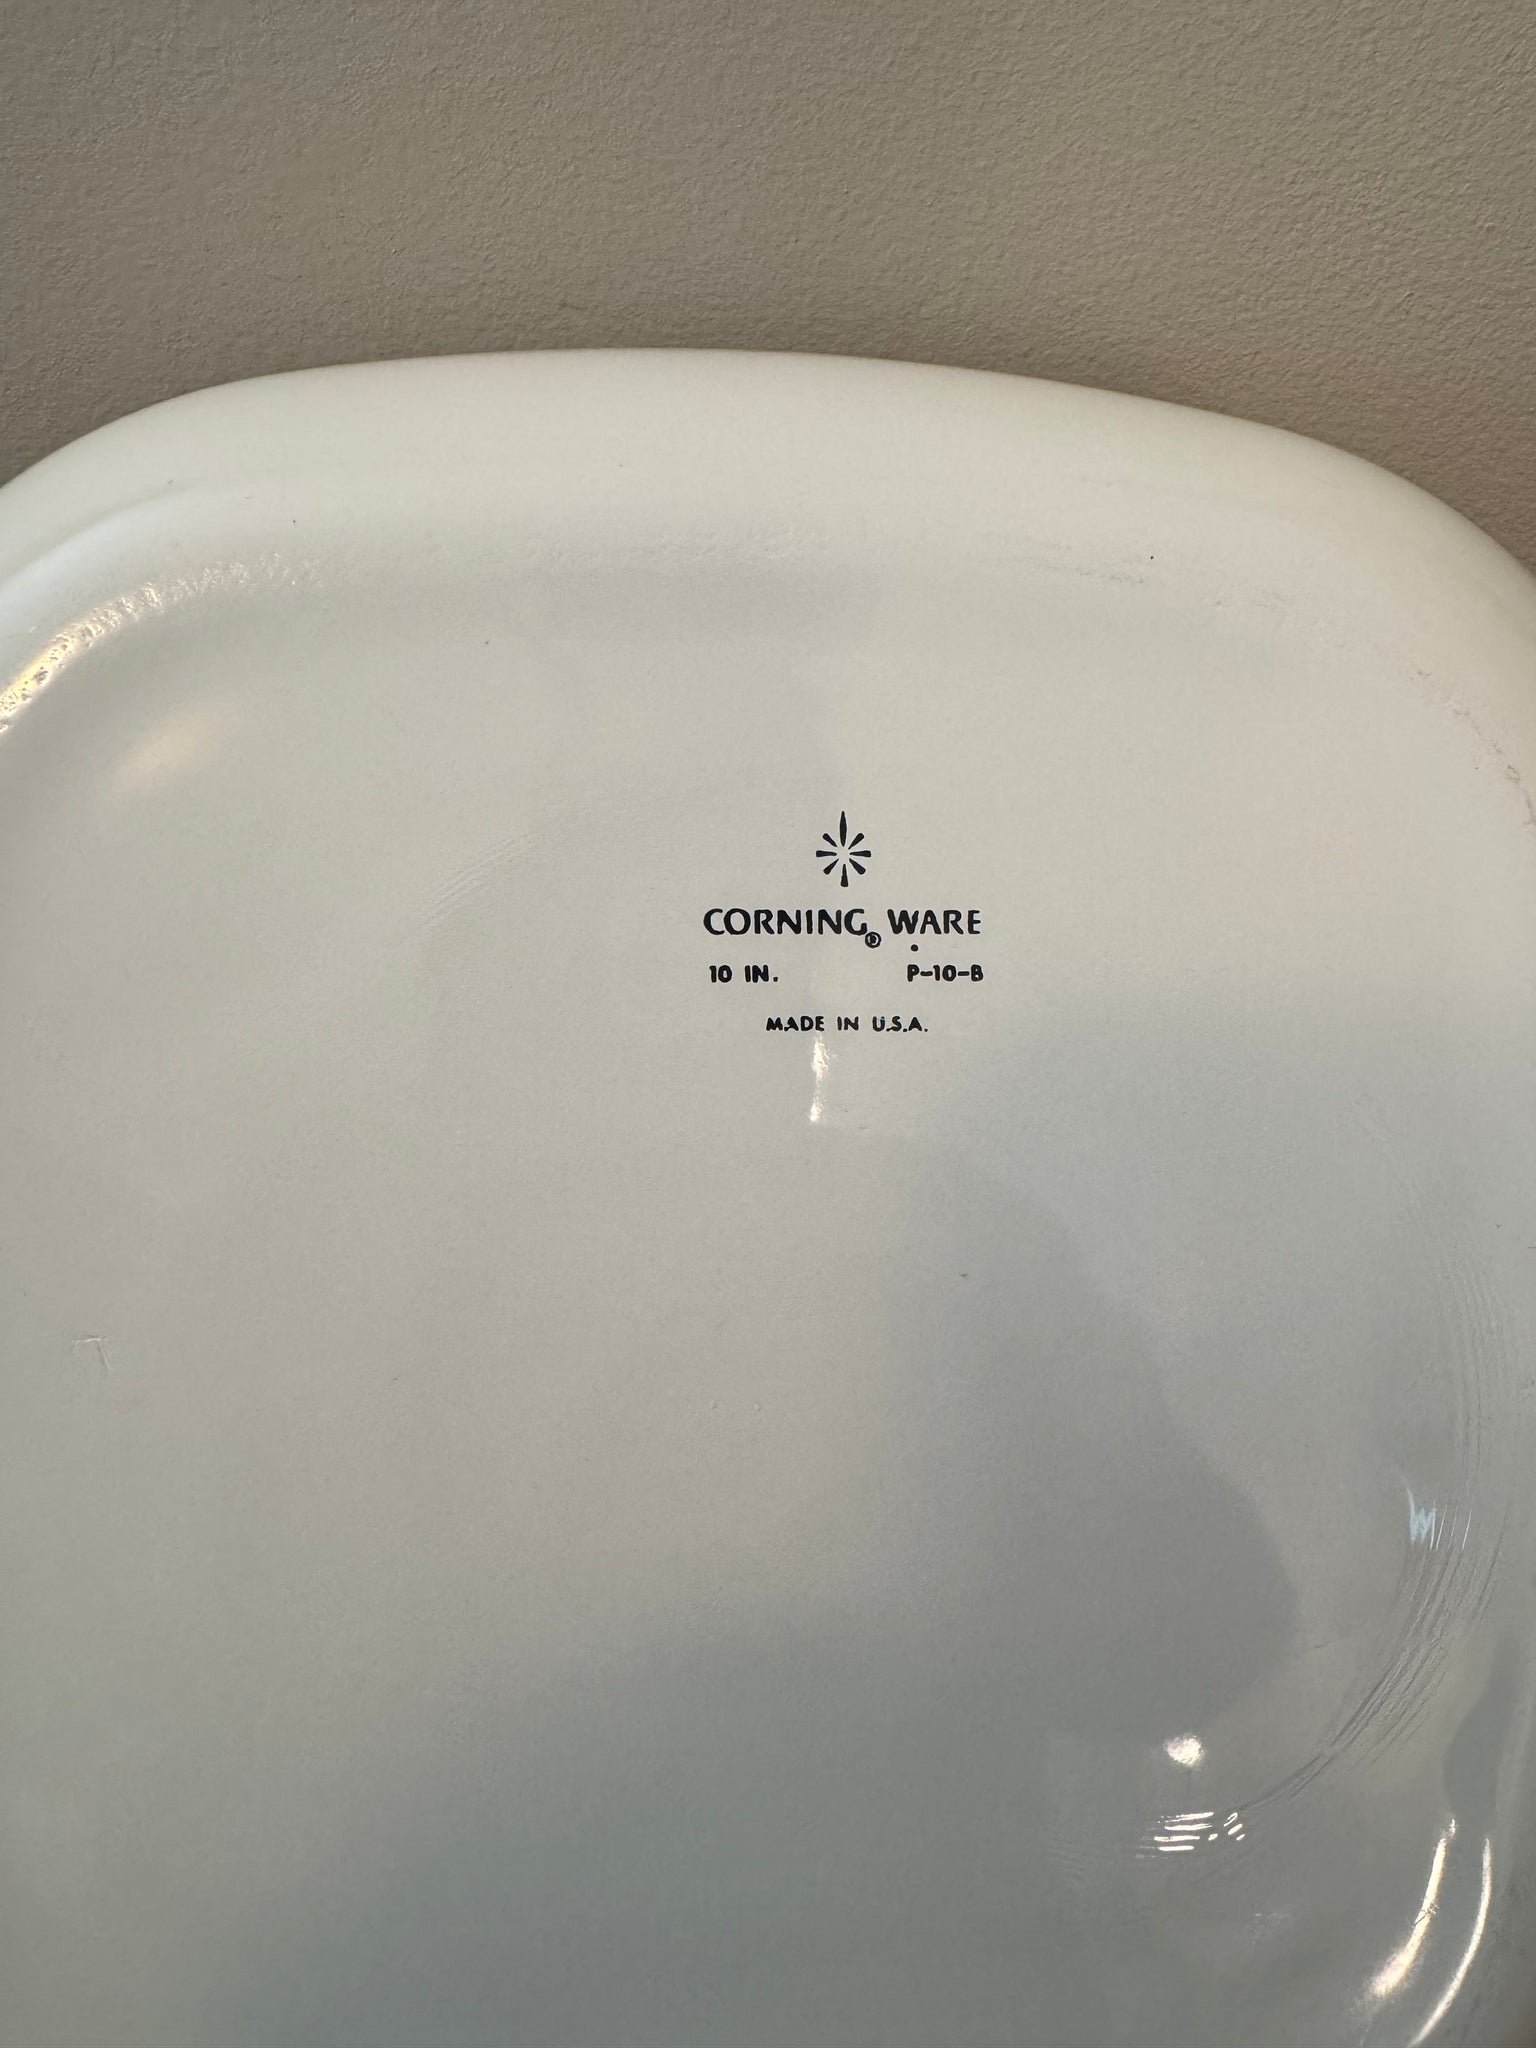 CORNING® WARE
10 IN. P-10-B
MADE IN U.S.A.